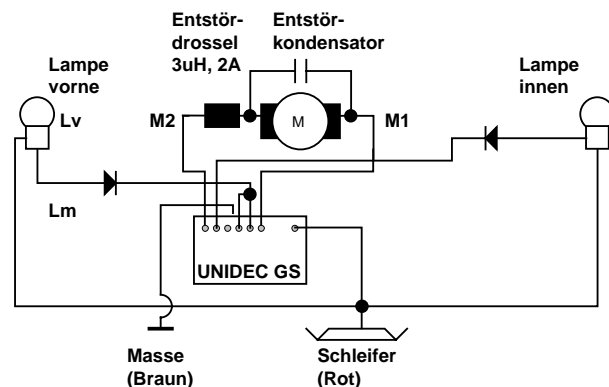 Entstör-
drossel
3uH, 2A
Entstör-
kondensator
Lampe
vorne
Lv
Lampe
innen
M2
M
M1
Lm
UNIDEC GS
Masse
(Braun)
Schleifer
(Rot)